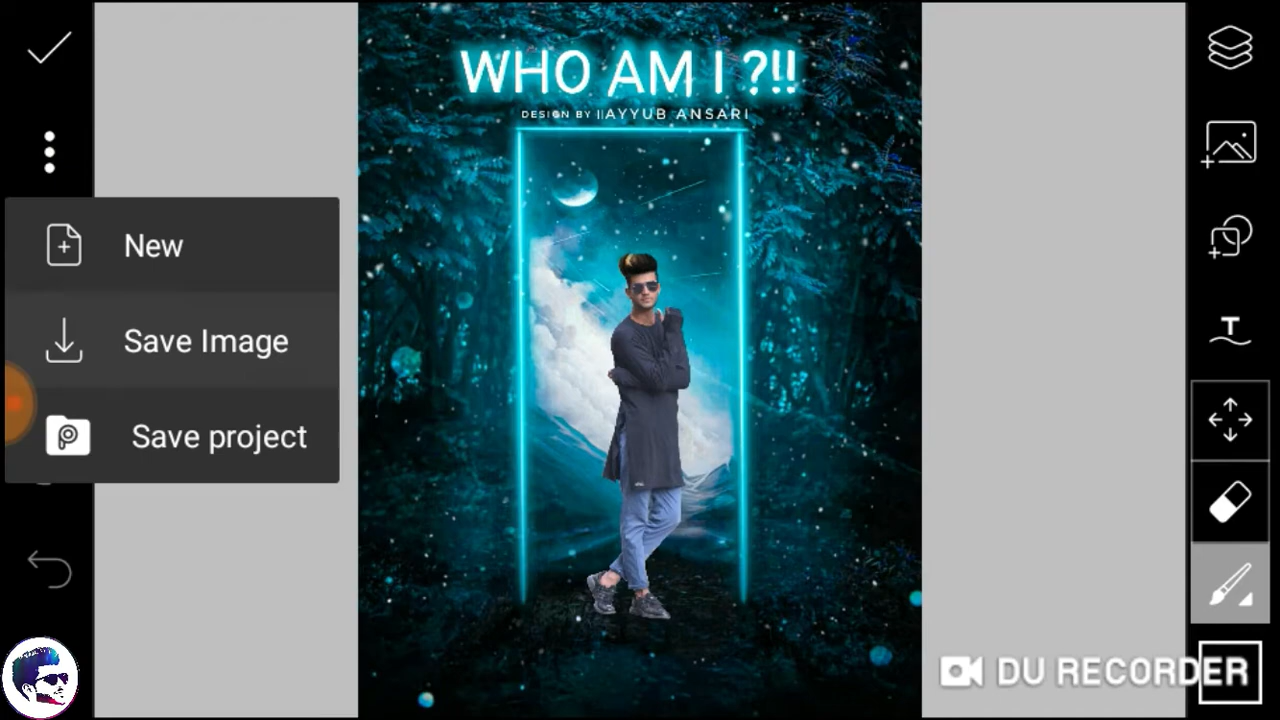 WHO AM I ?!!
DESIGN BY ||AYYUB ANSARI
New
Save Image
Save project
T
DU RECORDER